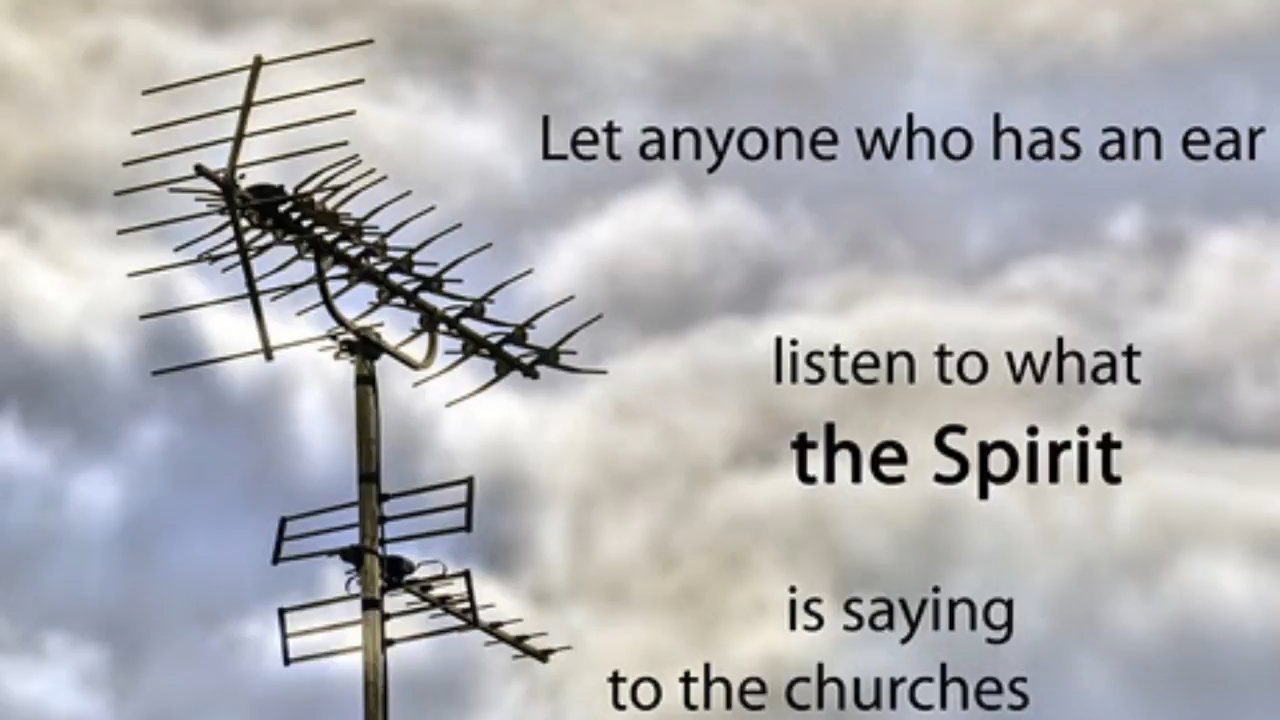 Let anyone who has an ear
listen to what
the Spirit
is saying
to the churches